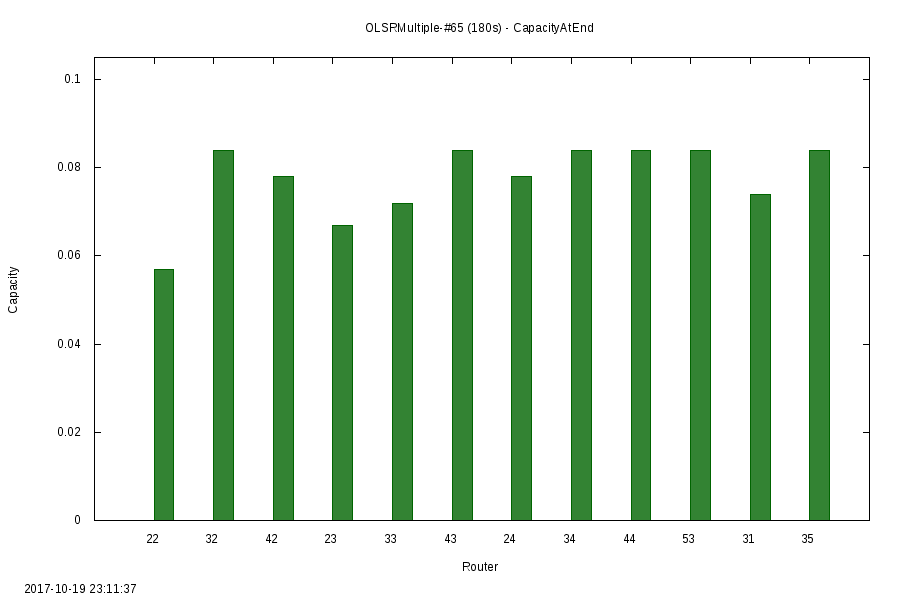 OLSRMultiple-#65 (180s) - CapacityAtEnd
0.1
0.08
0.06
0.04
0.02
0
Capacity
22 32 42 23 33 43 24 34 44 53 31 35
Router
2017-10-19 23:11:37